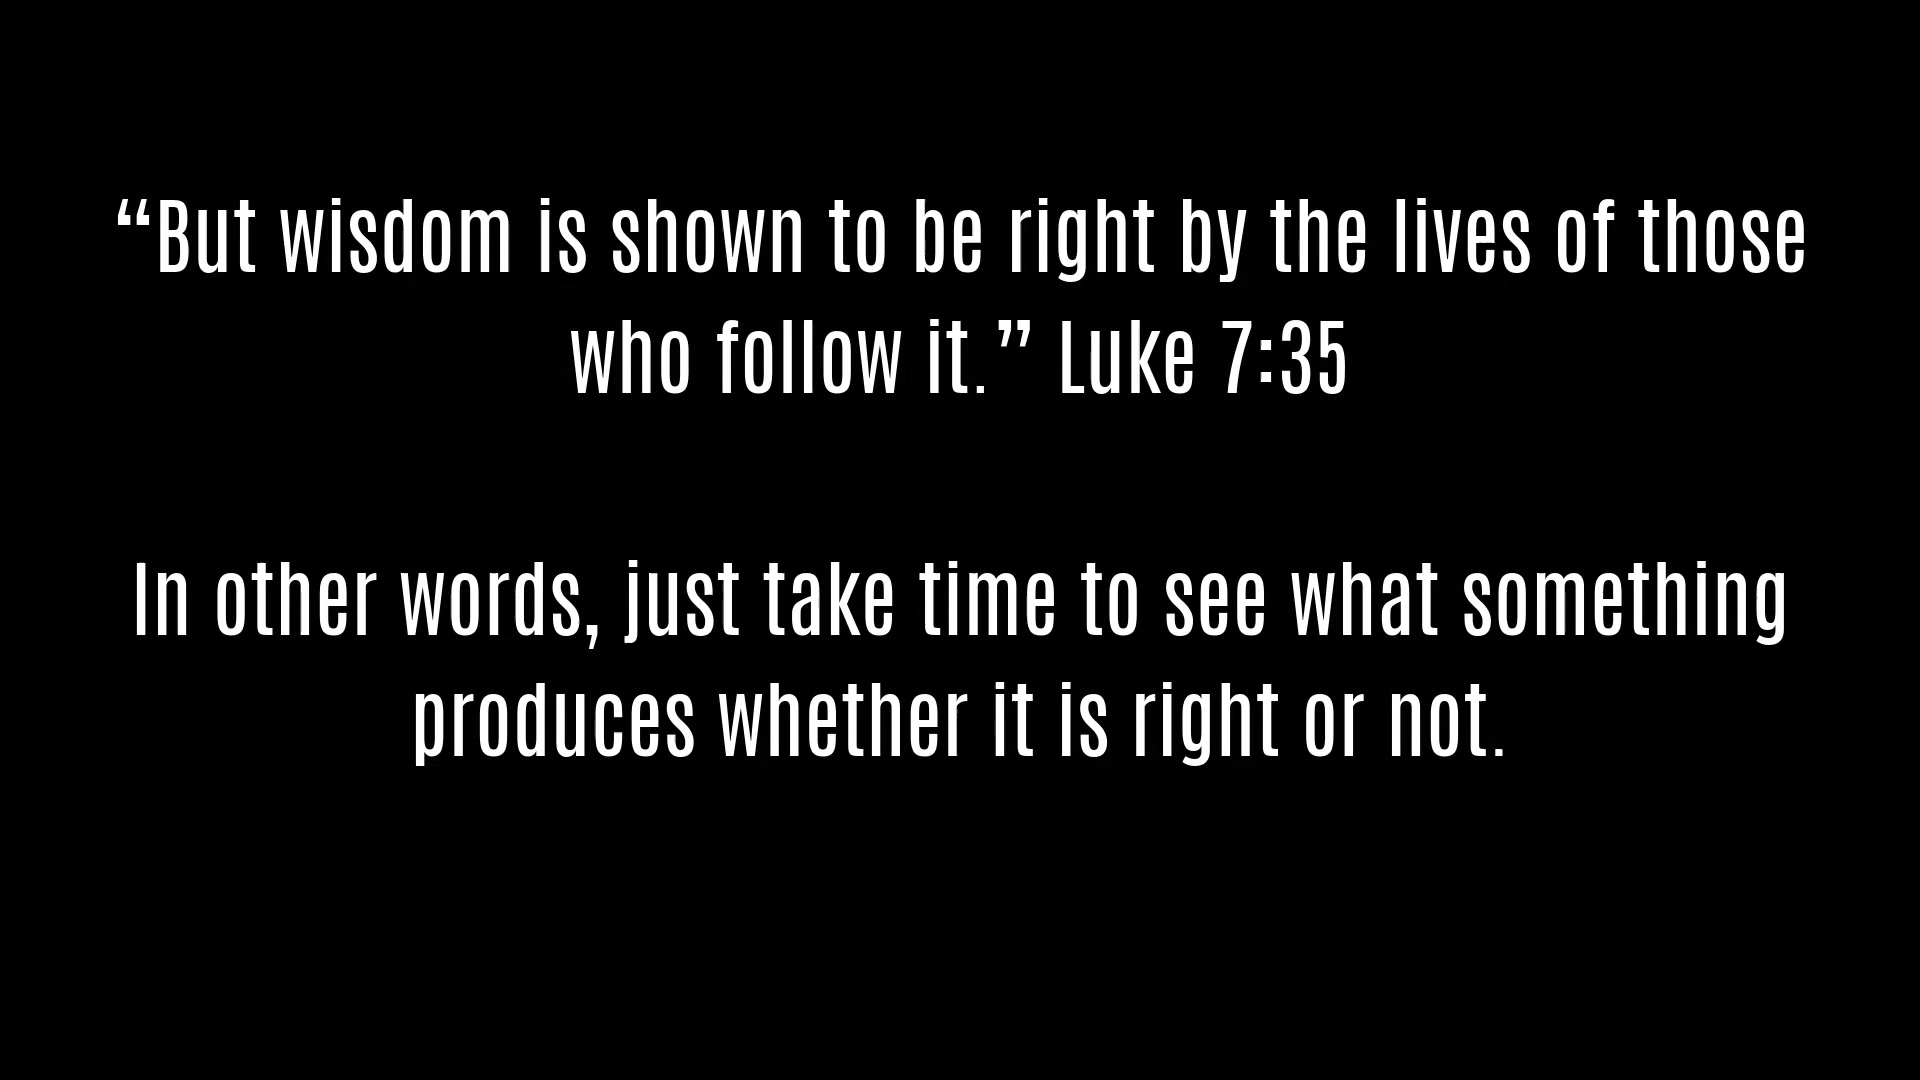 “But wisdom is shown to be right by the lives of those
who follow it.” Luke 7:35
In other words, just take time to see what something
produces whether it is right or not.